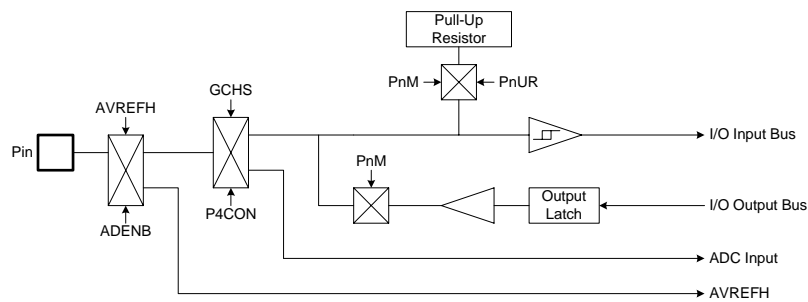 Pull-Up
Resistor
PnM
PnUR
GCHS
AVREFH
Pin
I/O Input Bus
PnM
Output
Latch
I/O Output Bus
P4CON
ADENB
ADC Input
AVREFH